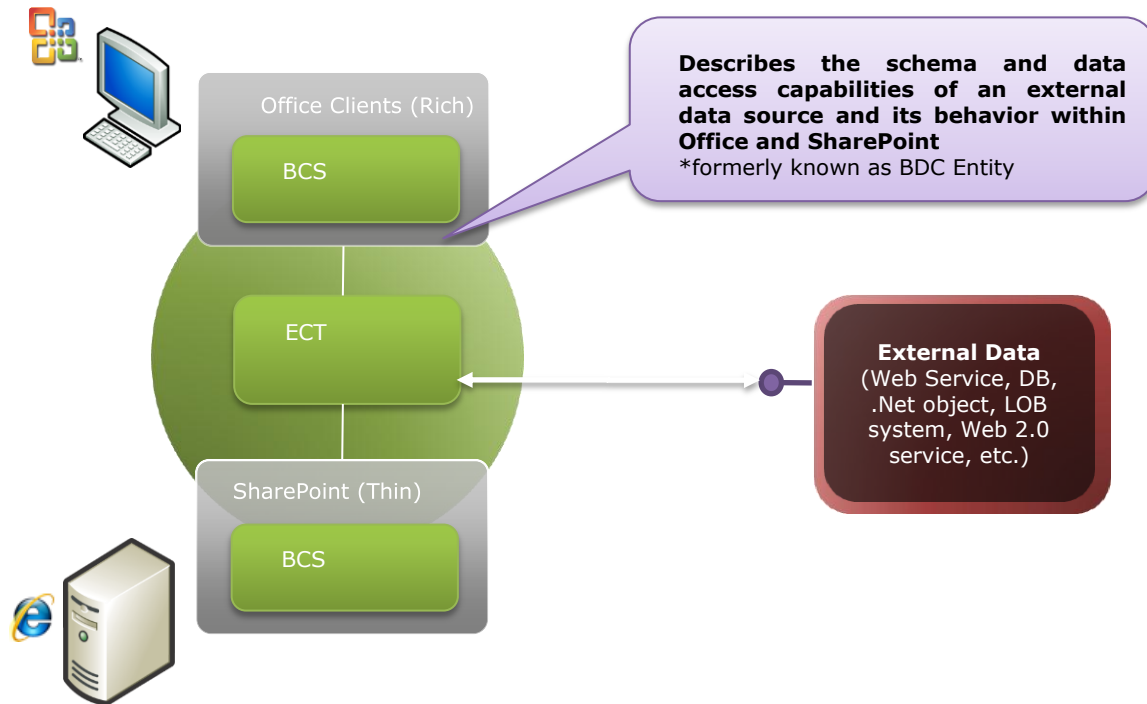 Office Clients (Rich)
BCS
Describes the schema and data
access capabilities of an external
data source and its behavior within
Office and SharePoint
*formerly known as BDC Entity
ECT
External Data
(Web Service, DB,
.Net object, LOB
system, Web 2.0
service, etc.)
SharePoint (Thin)
BCS